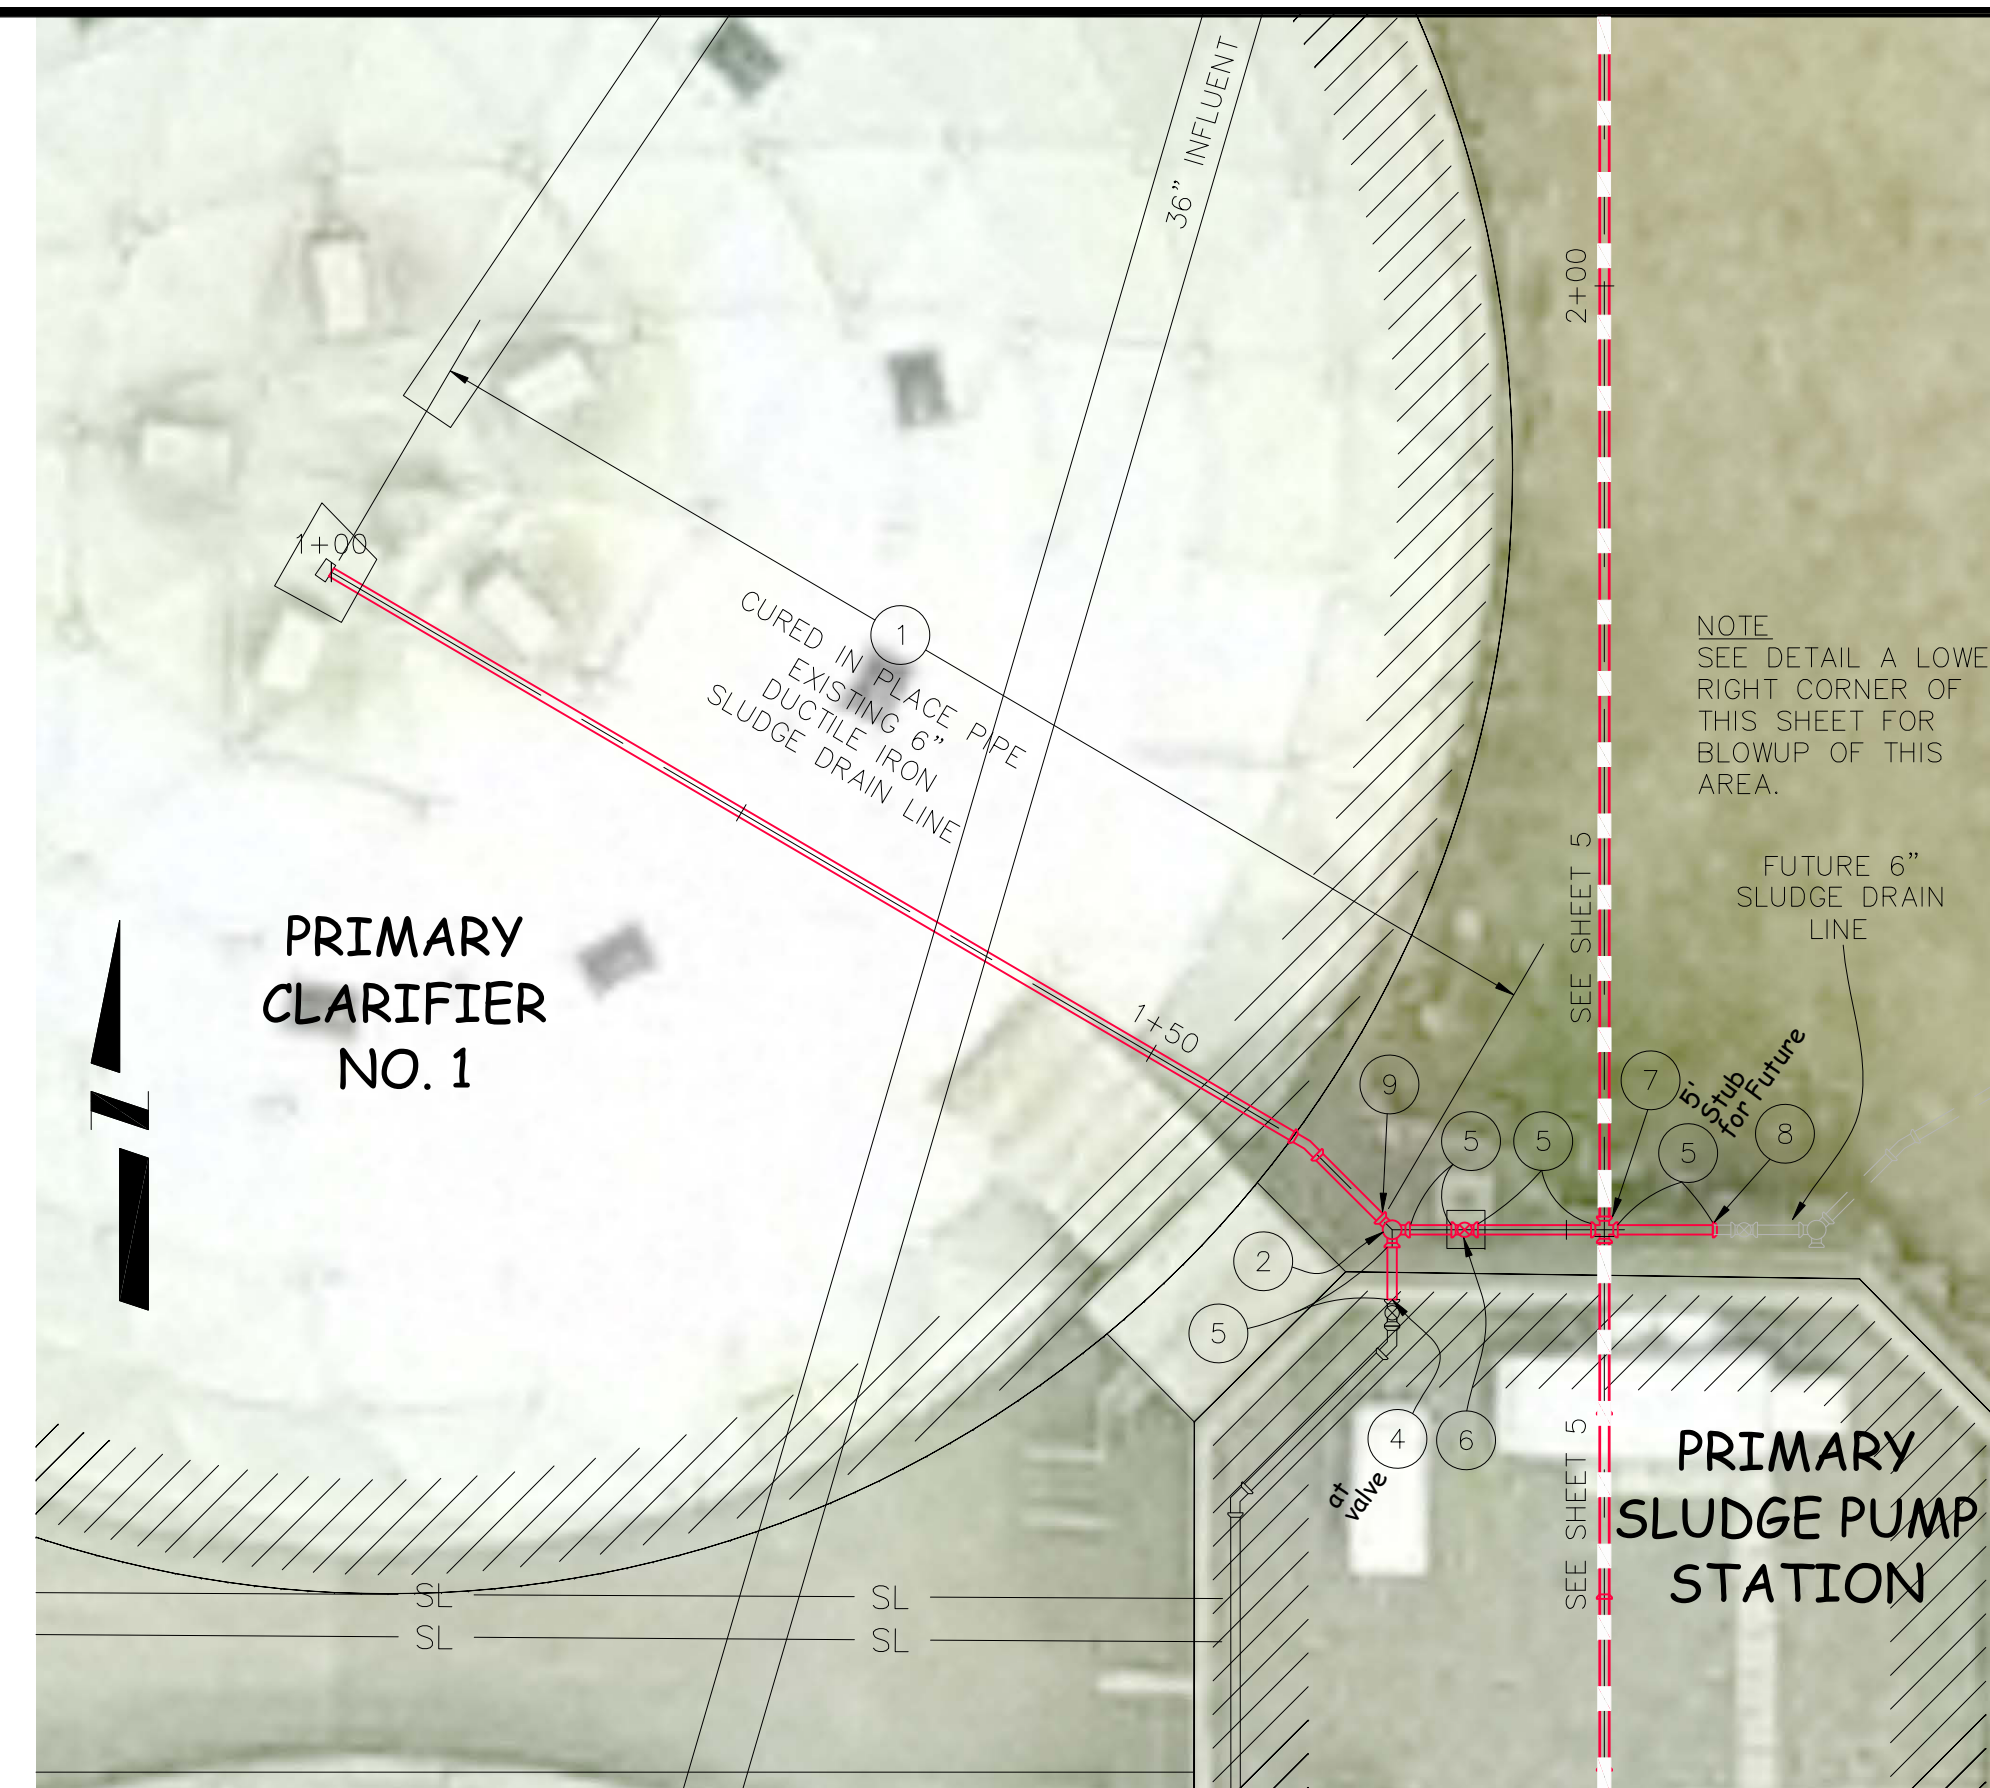 36" INFLUENT
2+00
1+00
1
CURED IN PLACE PIPE
EXISTING 6"
DUCTILE IRON
SLUDGE DRAIN LINE
NOTE
SEE DETAIL A LOWE
RIGHT CORNER OF
THIS SHEET FOR
BLOWUP OF THIS
AREA.
SEE SHEET 5
FUTURE 6"
SLUDGE DRAIN
LINE
PRIMARY
CLARIFIER
NO. 1
1+50
9
7
5'
Stub
for Future
5
5
5
8
2
5
4
6
at
valve
SEE SHEET 5
PRIMARY
SLUDGE PUMP
STATION
SL
SL
SL
SL